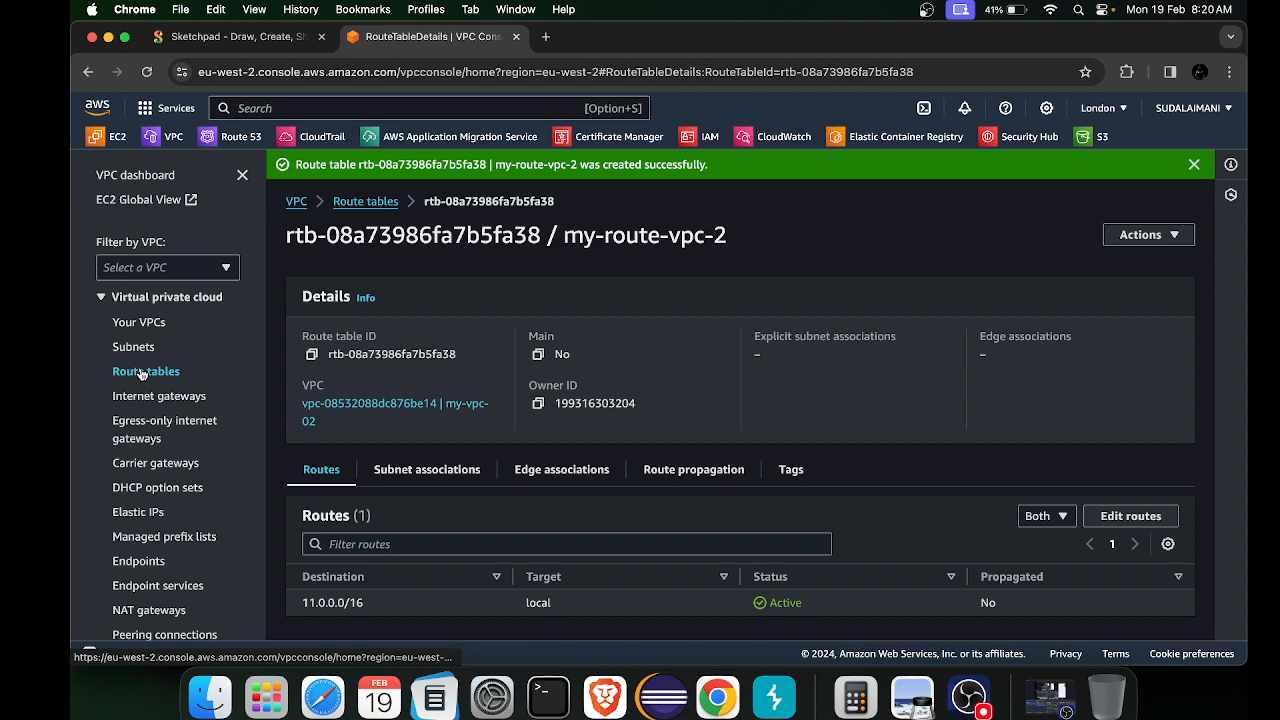 Chrome File Edit View History Bookmarks Profiles Tab Window Help 41% Mon 19 Feb 8:20 AM
Sketchpad - Draw, Create, Sh RouteTableDetails | VPC Cons
eu-west-2.console.aws.amazon.com/vpcconsole/home?region=eu-west-2#RouteTableDetails:RouteTableId=rtb-08a73986fa7b5fa38
aws Services Search [Option+S] London SUDALAIMANI
EC2 VPC Route 53 CloudTrail AWS Application Migration Service Certificate Manager IAM CloudWatch Elastic Container Registry Security Hub S3
Route table rtb-08a73986fa7b5fa38 | my-route-vpc-2 was created successfully.
VPC dashboard
EC2 Global View
Filter by VPC:
Select a VPC
Virtual private cloud
Your VPCs
Subnets
Route tables
Internet gateways
Egress-only internet
gateways
Carrier gateways
DHCP option sets
Elastic IPs
Managed prefix lists
Endpoints
Endpoint services
NAT gateways
Peering connections
VPC Route tables rtb-08a73986fa7b5fa38
rtb-08a73986fa7b5fa38 / my-route-vpc-2
Actions
Details Info
Route table ID
rtb-08a73986fa7b5fa38
Main
No
Explicit subnet associations
–
Edge associations
–
VPC
vpc-08532088dc876be14 | my-vpc-
02
Owner ID
199316303204
Routes Subnet associations Edge associations Route propagation Tags
Routes (1)
Both Edit routes
Filter routes
1
Destination Target Status Propagated
11.0.0.0/16 local Active No
https://eu-west-2.console.aws.amazon.com/vpcconsole/home?region=eu-west-...
© 2024, Amazon Web Services, Inc. or its affiliates. Privacy Terms Cookie preferences
FEB
19